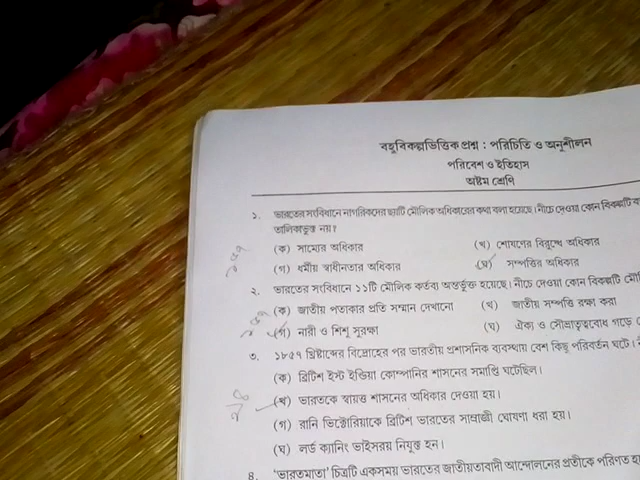 বহুবিকল্পভিত্তিক প্রশ্ন : পরিচিতি ও অনুশীলন
পরিবেশ ও ইতিহাস
অষ্টম শ্রেণি
১. ভারতের সংবিধানে নাগরিকদের ছয়টি মৌলিক অধিকারের কথা বলা হয়েছে। নীচে দেওয়া কোন বিকল্পটি
তালিকাভুক্ত নয়?
(ক) সাম্যের অধিকার (খ) শোষণের বিরুদ্ধে অধিকার
(গ) ধর্মীয় স্বাধীনতার অধিকার (ঘ) সম্পত্তির অধিকার
২. ভারতের সংবিধানে ১১টি মৌলিক কর্তব্য অন্তর্ভুক্ত হয়েছে। নীচে দেওয়া কোন বিকল্পটি
(ক) জাতীয় পতাকার প্রতি সম্মান দেখানো (খ) জাতীয় সম্পত্তি রক্ষা করা
(গ) নারী ও শিশু সুরক্ষা (ঘ) ঐক্য ও সৌভ্রাতৃত্ববোধ গড়ে
৩. ১৮৫৭ খ্রিষ্টাব্দের বিদ্রোহের পর ভারতীয় প্রশাসনিক ব্যবস্থায় বেশ কিছু পরিবর্তন ঘটে।
(ক) ব্রিটিশ ইস্ট ইন্ডিয়া কোম্পানির শাসনের সমাপ্তি ঘটেছিল।
(খ) ভারতকে স্বায়ত্ত শাসনের অধিকার দেওয়া হয়।
(গ) রানি ভিক্টোরিয়াকে ব্রিটিশ ভারতের সাম্রাজ্ঞী ঘোষণা করা হয়।
(ঘ) লর্ড ক্যানিং ভাইসরয় নিযুক্ত হন।
৪. 'ভারতমাতা' চিত্রটি একসময় ভারতের জাতীয়তাবাদী আন্দোলনের প্রতীকে পরিণত